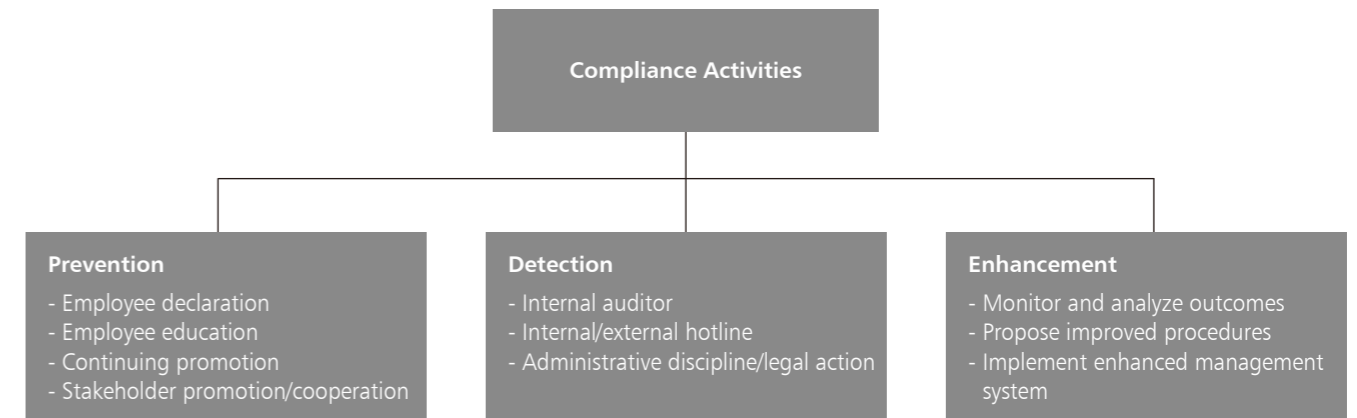 Compliance Activities
Prevention
- Employee declaration
- Employee education
- Continuing promotion
- Stakeholder promotion/cooperation
Detection
- Internal auditor
- Internal/external hotline
- Administrative discipline/legal action
Enhancement
- Monitor and analyze outcomes
- Propose improved procedures
- Implement enhanced management
system